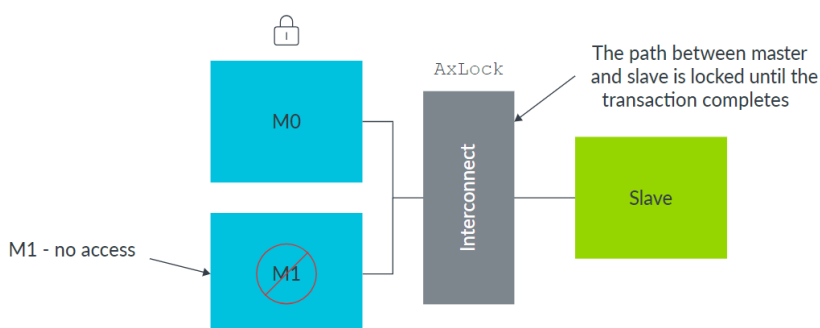 The path between master
and slave is locked until the
transaction completes
AxLock
M0
Interconnect
Slave
M1 - no access
M1